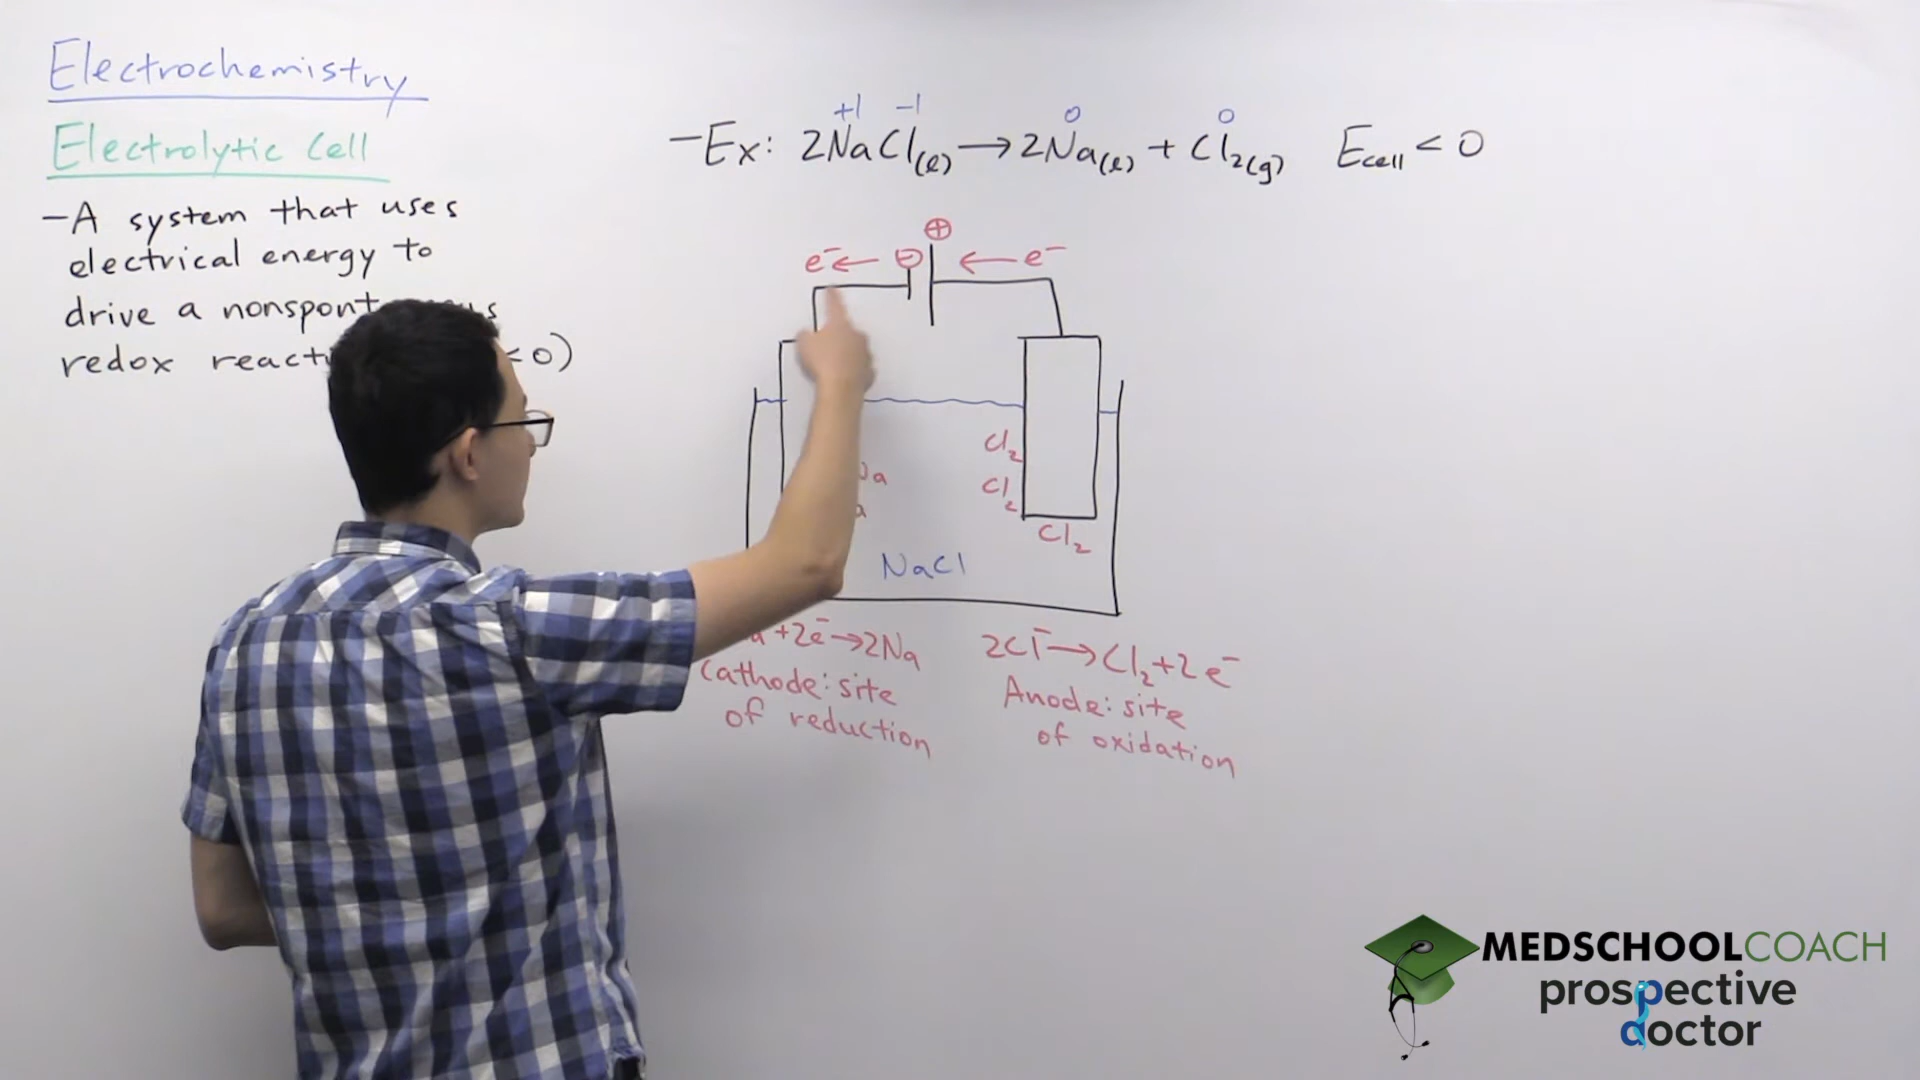 Electrochemistry
Electrolytic Cell
-A system that uses
electrical energy to
drive a
redox <0)
+1 -1 0 0
-Ex: 2NaCl(l)→2Na(l) + Cl2(g) Ecell < 0
⊕
e-← ⊖ ←e-
Cl2
Cl2
Cl2
NaCl
+2e-→2Na
Cathode: site
of reduction
2Cl-→Cl2+2e-
Anode: site
of oxidation
MEDSCHOOLCOACH
prospective
doctor